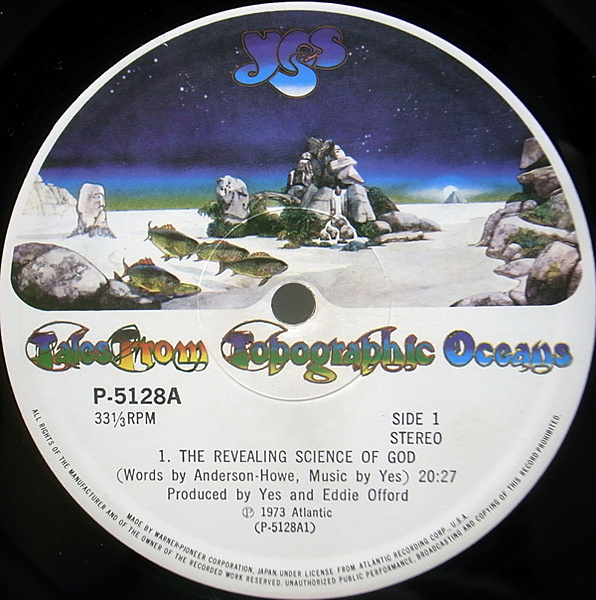 yes
Tales From Topographic Oceans
P-5128A
33⅓RPM
SIDE 1
STEREO
1. THE REVEALING SCIENCE OF GOD
(Words by Anderson-Howe, Music by Yes) 20:27
Produced by Yes and Eddie Offord
℗ 1973 Atlantic
(P-5128A1)
ALL RIGHTS OF THE MANUFACTURER AND OF THE OWNER OF THE RECORDED WORK RESERVED. UNAUTHORIZED PUBLIC PERFORMANCE, BROADCASTING AND COPYING OF THIS RECORD PROHIBITED.
MADE BY WARNER-PIONEER CORPORATION, JAPAN, UNDER LICENSE FROM ATLANTIC RECORDING CORP., U.S.A.